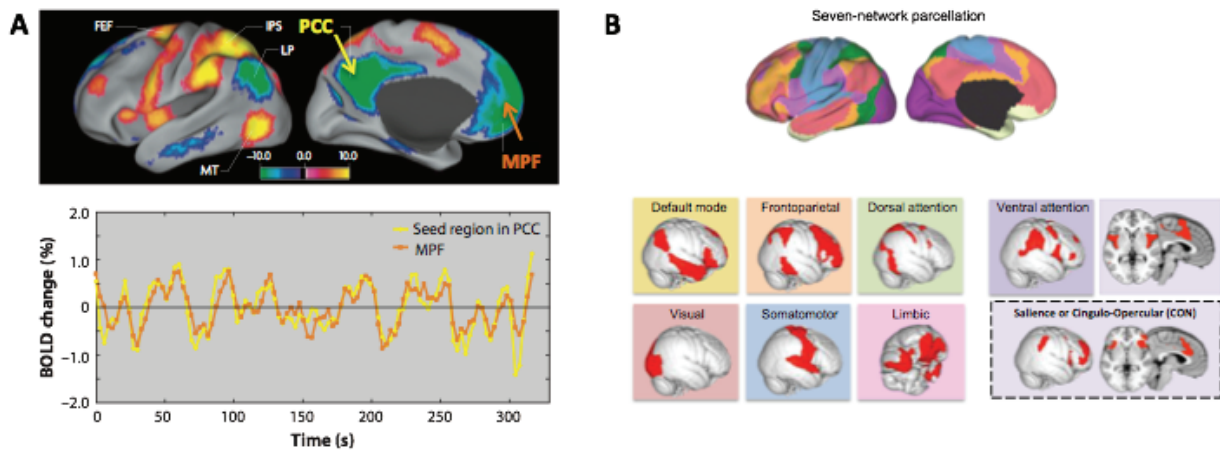 A
FEF
IPS
LP
PCC
MT
-10.0 0.0 10.0
MPF
2.0
1.0
0
-1.0
-2.0
BOLD change (%)
Seed region in PCC
MPF
0 50 100 150 200 250 300
Time (s)
B
Seven-network parcellation
Default mode
Frontoparietal
Dorsal attention
Ventral attention
Visual
Somatomotor
Limbic
Salience or Cingulo-Opercular (CON)